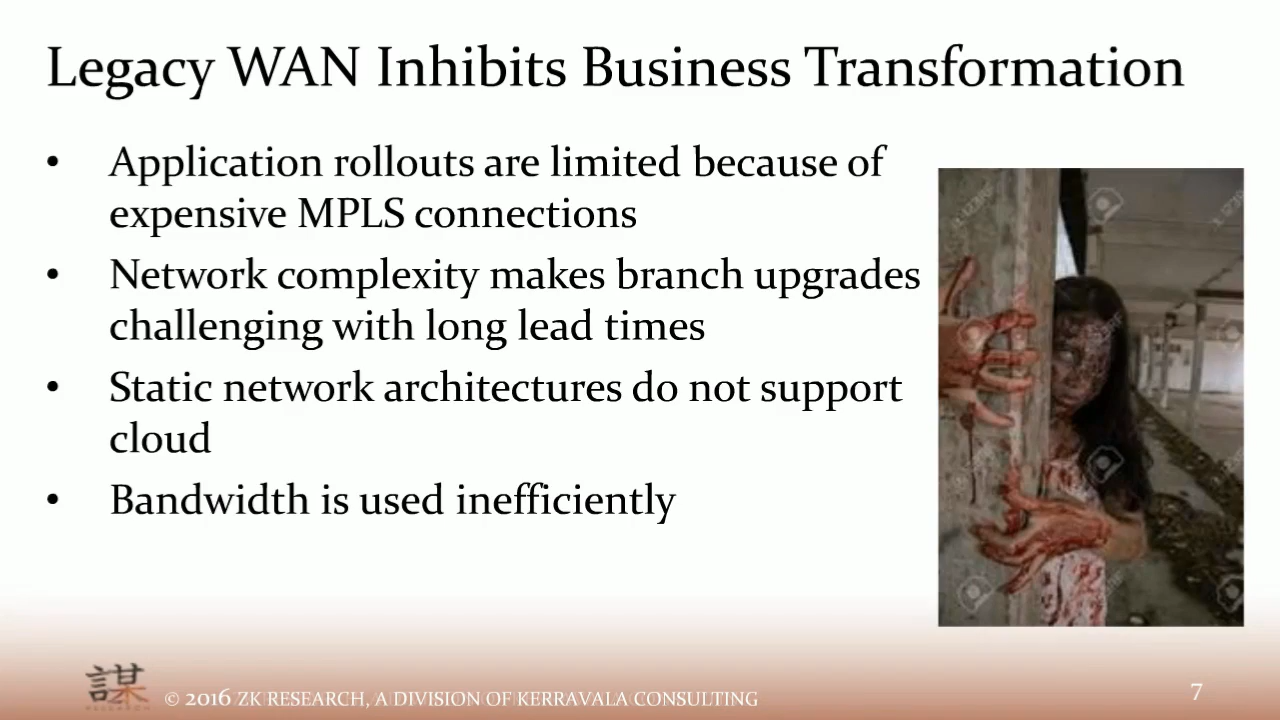 Legacy WAN Inhibits Business Transformation
• Application rollouts are limited because of
expensive MPLS connections
• Network complexity makes branch upgrades
challenging with long lead times
• Static network architectures do not support
cloud
• Bandwidth is used inefficiently
謀
RESEARCH
© 2016 ZK RESEARCH, A DIVISION OF KERRAVALA CONSULTING
7